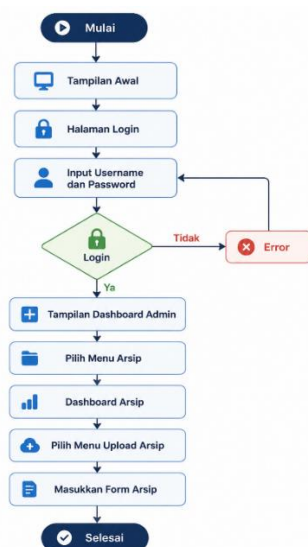 Mulai
Tampilan Awal
Halaman Login
Input Username
dan Password
Login
Tidak
Error
Ya
Tampilan Dashboard Admin
Pilih Menu Arsip
Dashboard Arsip
Pilih Menu Upload Arsip
Masukkan Form Arsip
Selesai